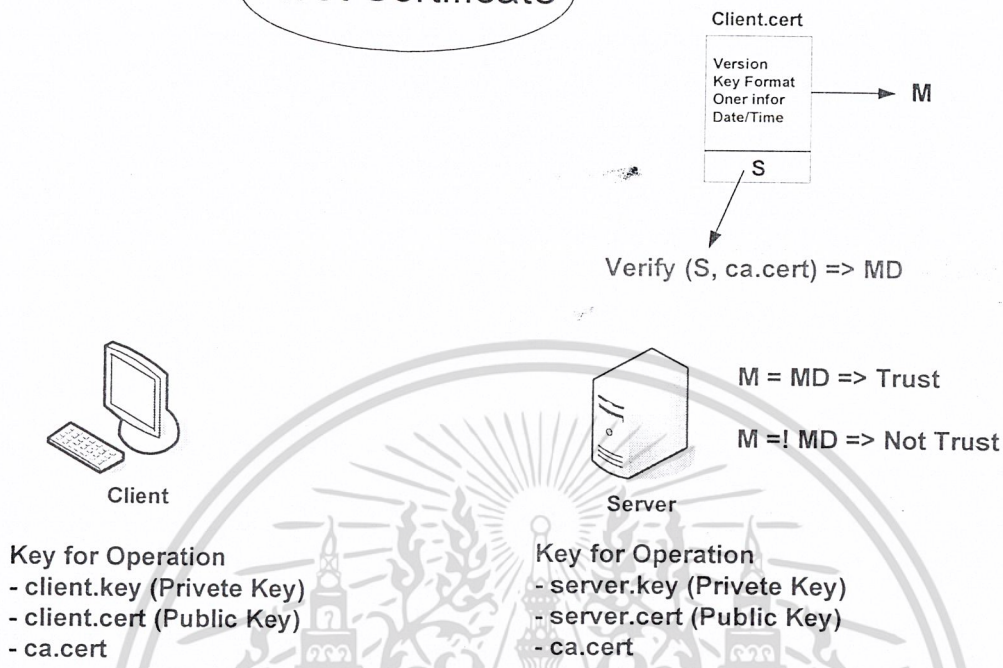 Certificate
Client.cert
Version
Key Format
Oner infor
Date/Time
M
S
Verify (S, ca.cert) => MD
M = MD => Trust
M =! MD => Not Trust
Client
Server
Key for Operation
- client.key (Privete Key)
- client.cert (Public Key)
- ca.cert
Key for Operation
- server.key (Privete Key)
- server.cert (Public Key)
- ca.cert